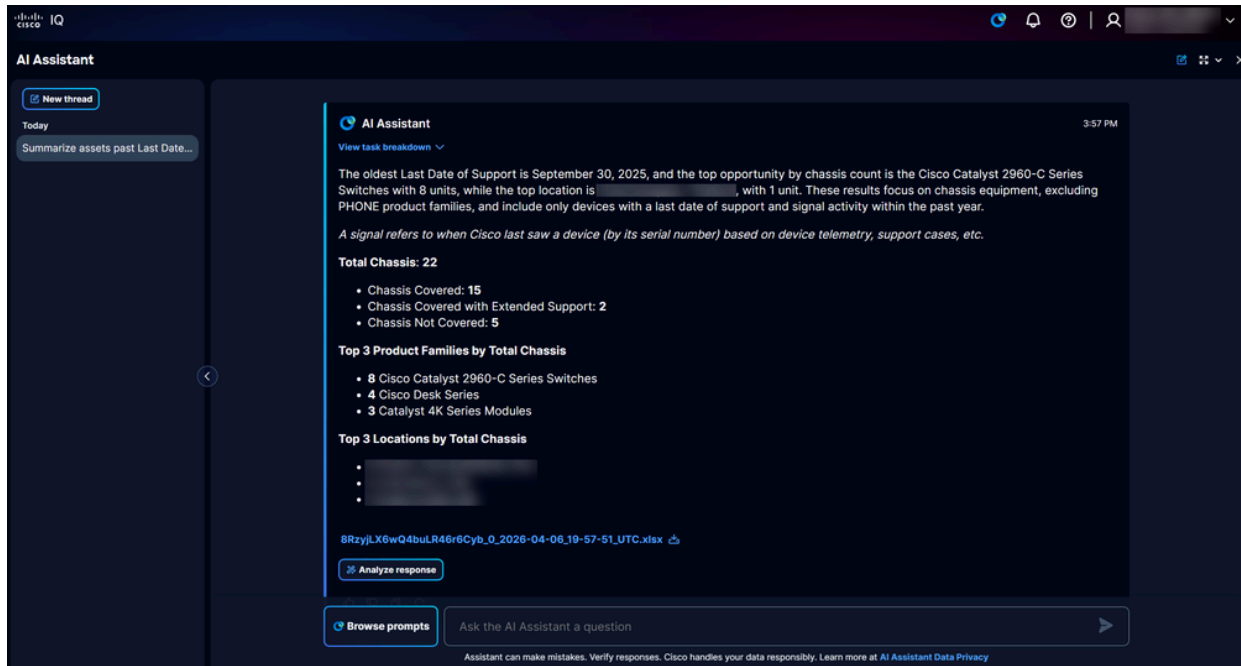 cisco IQ
AI Assistant
New thread
Today
Summarize assets past Last Date...
AI Assistant
3:57 PM
View task breakdown
The oldest Last Date of Support is September 30, 2025, and the top opportunity by chassis count is the Cisco Catalyst 2960-C Series
Switches with 8 units, while the top location is , with 1 unit. These results focus on chassis equipment, excluding
PHONE product families, and include only devices with a last date of support and signal activity within the past year.
A signal refers to when Cisco last saw a device (by its serial number) based on device telemetry, support cases, etc.
Total Chassis: 22
• Chassis Covered: 15
• Chassis Covered with Extended Support: 2
• Chassis Not Covered: 5
Top 3 Product Families by Total Chassis
• 8 Cisco Catalyst 2960-C Series Switches
• 4 Cisco Desk Series
• 3 Catalyst 4K Series Modules
Top 3 Locations by Total Chassis
8RzyjLX6wQ4buLR46r6Cyb_0_2026-04-06_19-57-51_UTC.xlsx
Analyze response
Browse prompts
Ask the AI Assistant a question
Assistant can make mistakes. Verify responses. Cisco handles your data responsibly. Learn more at AI Assistant Data Privacy